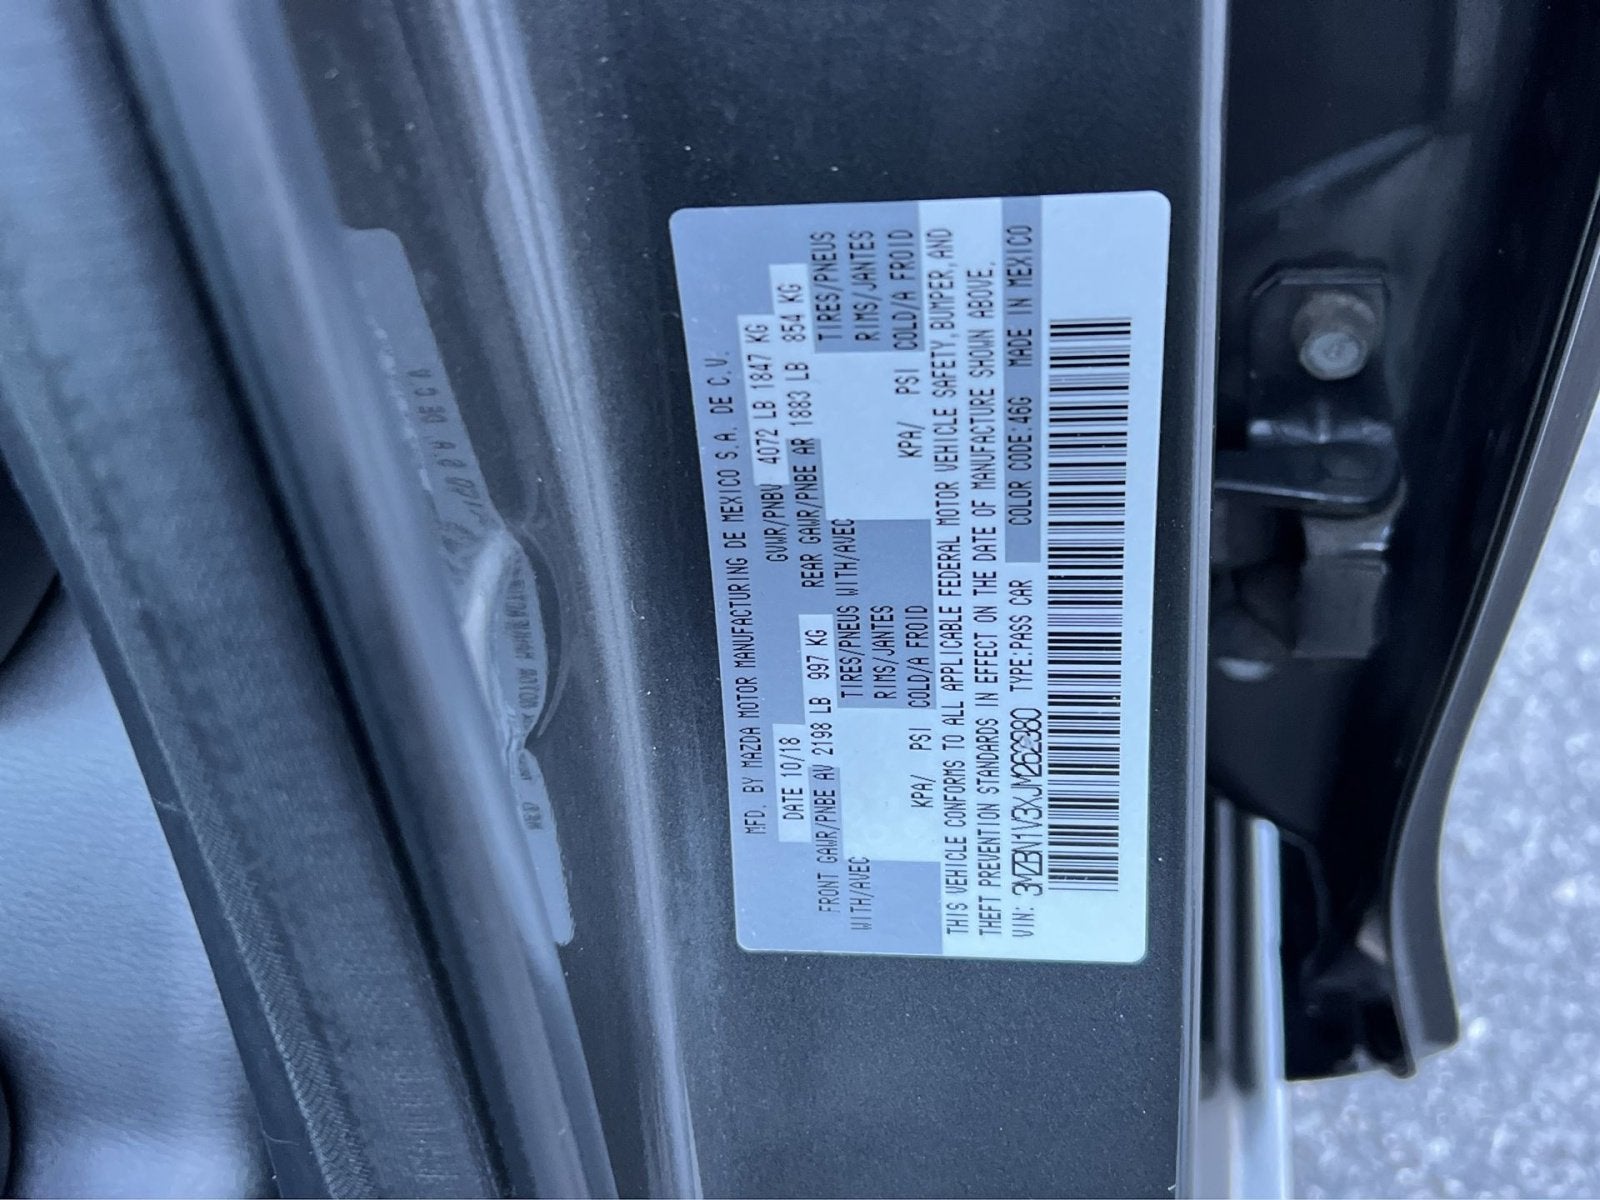 MFD. BY MAZDA MOTOR MANUFACTURING DE MEXICO S.A. DE C.V.
DATE 10/18 GVWR/PNBV 4072 LB 1847 KG
FRONT GAWR/PNBE AV 2198 LB 997 KG REAR GAWR/PNBE AR 1883 LB 854 KG
WITH/AVEC TIRES/PNEUS WITH/AVEC TIRES/PNEUS
RIMS/JANTES RIMS/JANTES
KPA/ PSI COLD/A FROID KPA/ PSI COLD/A FROID
THIS VEHICLE CONFORMS TO ALL APPLICABLE FEDERAL MOTOR VEHICLE SAFETY,BUMPER,AND
THEFT PREVENTION STANDARDS IN EFFECT ON THE DATE OF MANUFACTURE SHOWN ABOVE.
VIN: 3MZBN1V3XJM262380 TYPE:PASS CAR COLOR CODE:46G MADE IN MEXICO